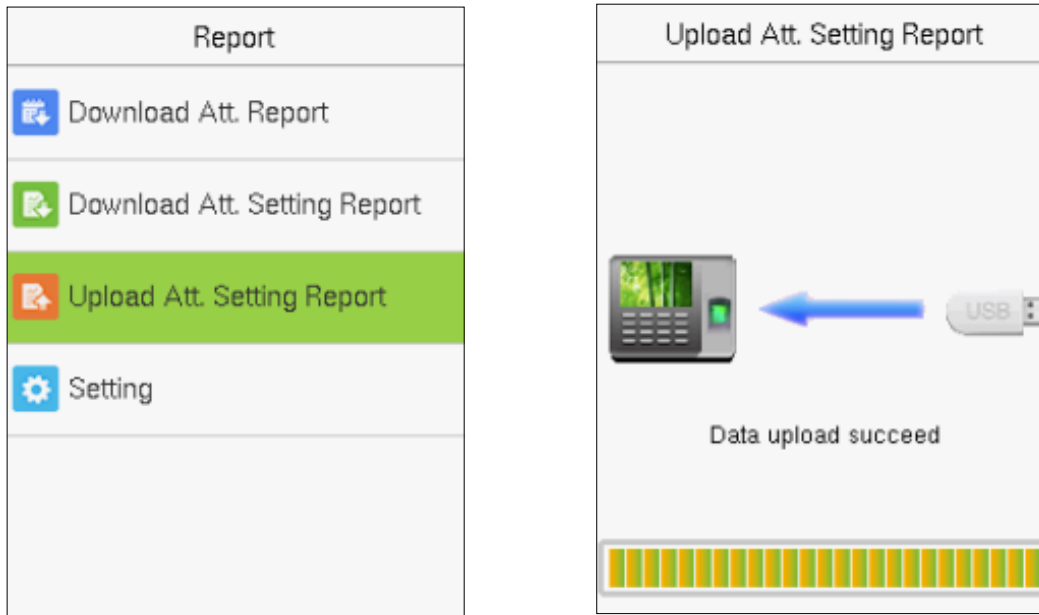 Report
Download Att. Report
Download Att. Setting Report
Upload Att. Setting Report
Setting
Upload Att. Setting Report
USB
Data upload succeed